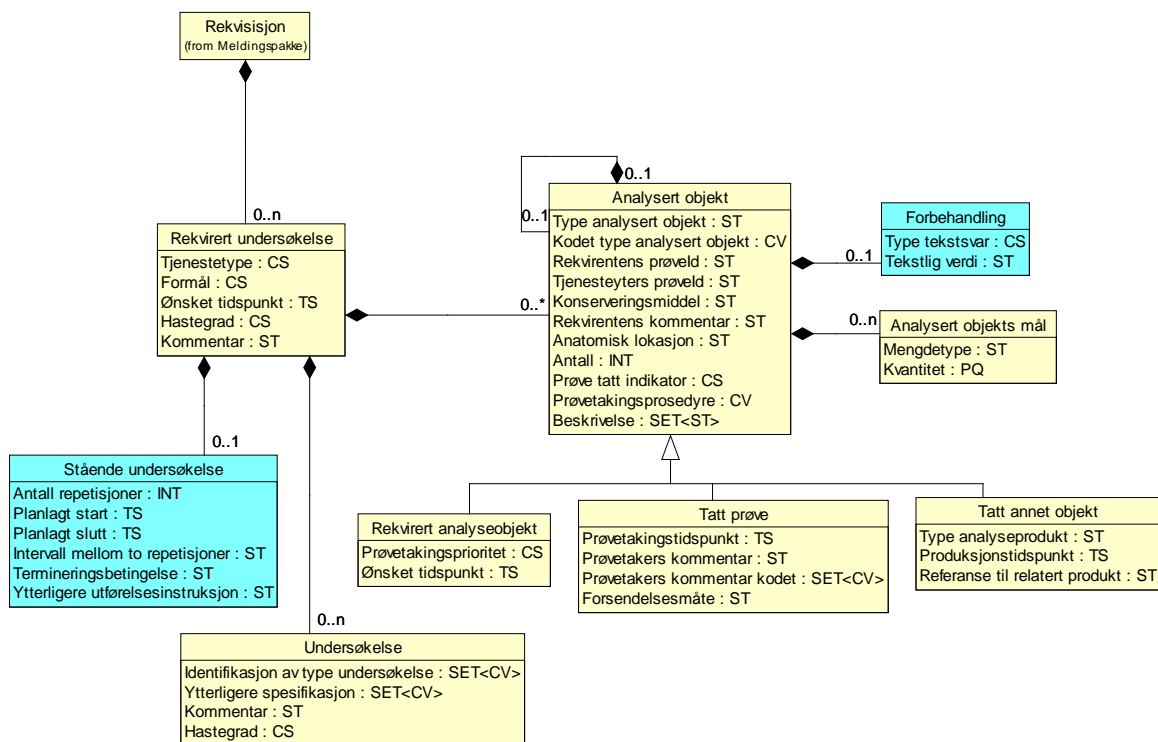 Rekvisisjon
(from Meldingspakke)
0..n
Rekvirert undersøkelse
Tjenestetype : CS
Formål : CS
Ønsket tidspunkt : TS
Hastegrad : CS
Kommentar : ST
0..*
0..1
0..1
Analysert objekt
Type analysert objekt : ST
Kodet type analysert objekt : CV
Rekvirentens prøveId : ST
Tjenesteyters prøveId : ST
Konserveringsmiddel : ST
Rekvirentens kommentar : ST
Anatomisk lokasjon : ST
Antall : INT
Prøve tatt indikator : CS
Prøvetakingsprosedyre : CV
Beskrivelse : SET<ST>
0..1
Forbehandling
Type tekstsvar : CS
Tekstlig verdi : ST
0..n
Analysert objekts mål
Mengdetype : ST
Kvantitet : PQ
0..1
Stående undersøkelse
Antall repetisjoner : INT
Planlagt start : TS
Planlagt slutt : TS
Intervall mellom to repetisjoner : ST
Termineringsbetingelse : ST
Ytterligere utførelsesinstruksjon : ST
Rekvirert analyseobjekt
Prøvetakingsprioritet : CS
Ønsket tidspunkt : TS
Tatt prøve
Prøvetakingstidspunkt : TS
Prøvetakers kommentar : ST
Prøvetakers kommentar kodet : SET<CV>
Forsendelsesmåte : ST
Tatt annet objekt
Type analyseprodukt : ST
Produksjonstidspunkt : TS
Referanse til relatert produkt : ST
0..n
Undersøkelse
Identifikasjon av type undersøkelse : SET<CV>
Ytterligere spesifikasjon : SET<CV>
Kommentar : ST
Hastegrad : CS